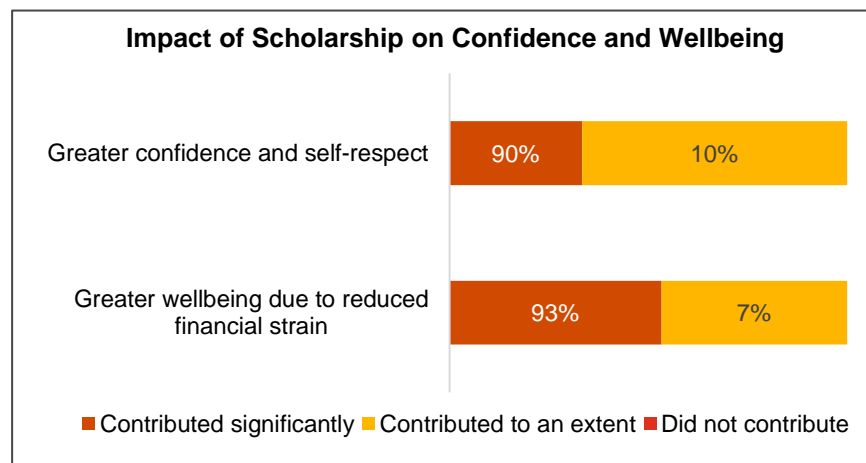 Impact of Scholarship on Confidence and Wellbeing
Greater confidence and self-respect
90%
10%
Greater wellbeing due to reduced
financial strain
93%
7%
Contributed significantly
Contributed to an extent
Did not contribute